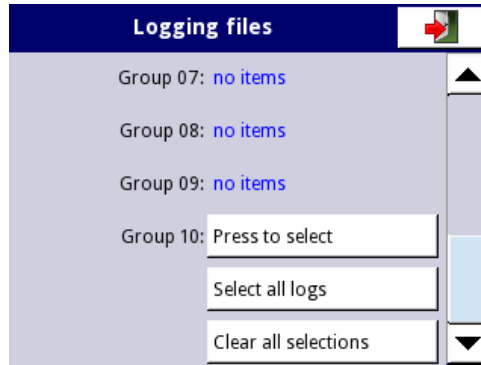 Logging files
Group 07: no items
Group 08: no items
Group 09: no items
Group 10: Press to select
Select all logs
Clear all selections